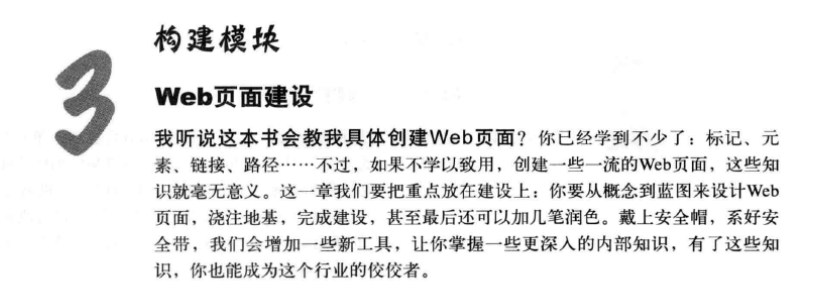 3
构建模块
Web页面建设
我听说这本书会教我具体创建Web页面？你已经学到不少了：标记、元
素、链接、路径……不过，如果不学以致用，创建一些一流的Web页面，这些知
识就毫无意义。这一章我们要把重点放在建设上：你要从概念到蓝图来设计Web
页面，浇注地基，完成建设，甚至最后还可以加几笔润色。戴上安全帽，系好安
全带，我们会增加一些新工具，让你掌握一些更深入的内部知识，有了这些知
识，你也能成为这个行业的佼佼者。